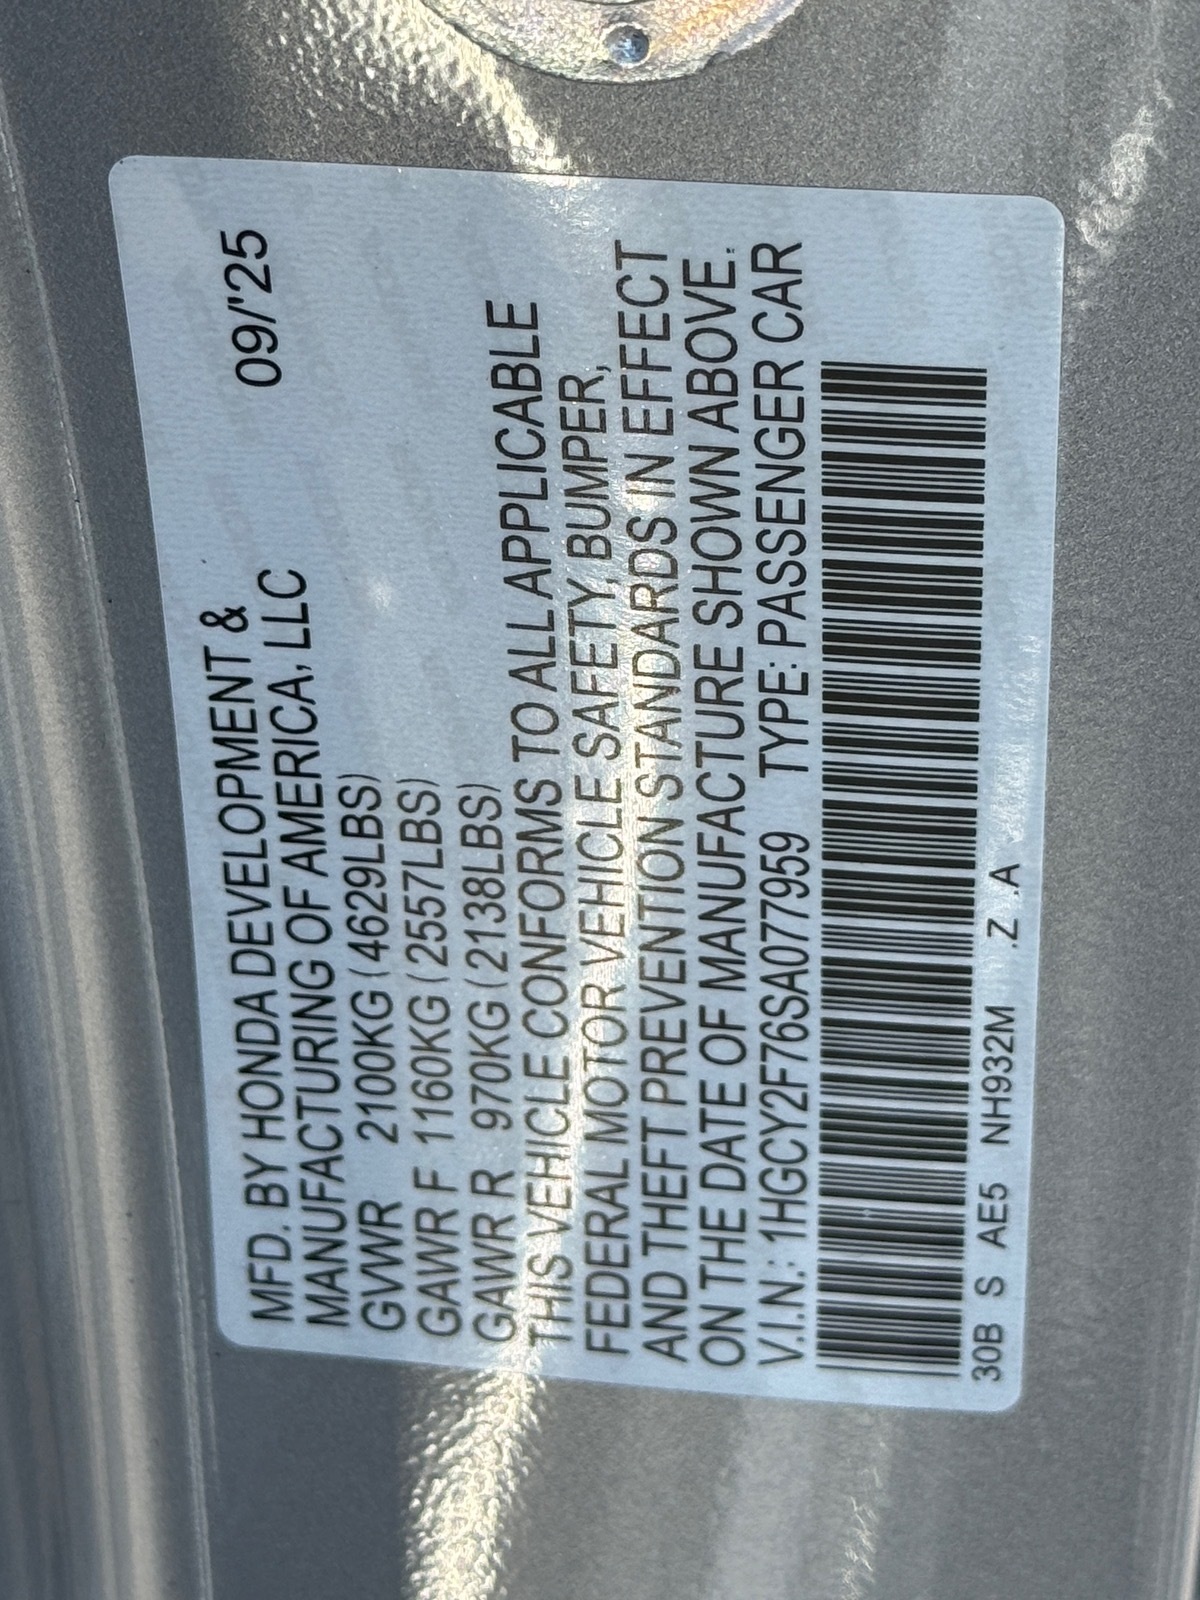 MFD. BY HONDA DEVELOPMENT & 09/'25
MANUFACTURING OF AMERICA, LLC
GVWR 2100KG (4629LBS)
GAWR F 1160KG (2557LBS)
GAWR R 970KG (2138LBS)
THIS VEHICLE CONFORMS TO ALL APPLICABLE
FEDERAL MOTOR VEHICLE SAFETY, BUMPER,
AND THEFT PREVENTION STANDARDS IN EFFECT
ON THE DATE OF MANUFACTURE SHOWN ABOVE.
V.I.N.: 1HGCY2F76SA077959 TYPE: PASSENGER CAR
30B S AE5 NH932M .Z .A